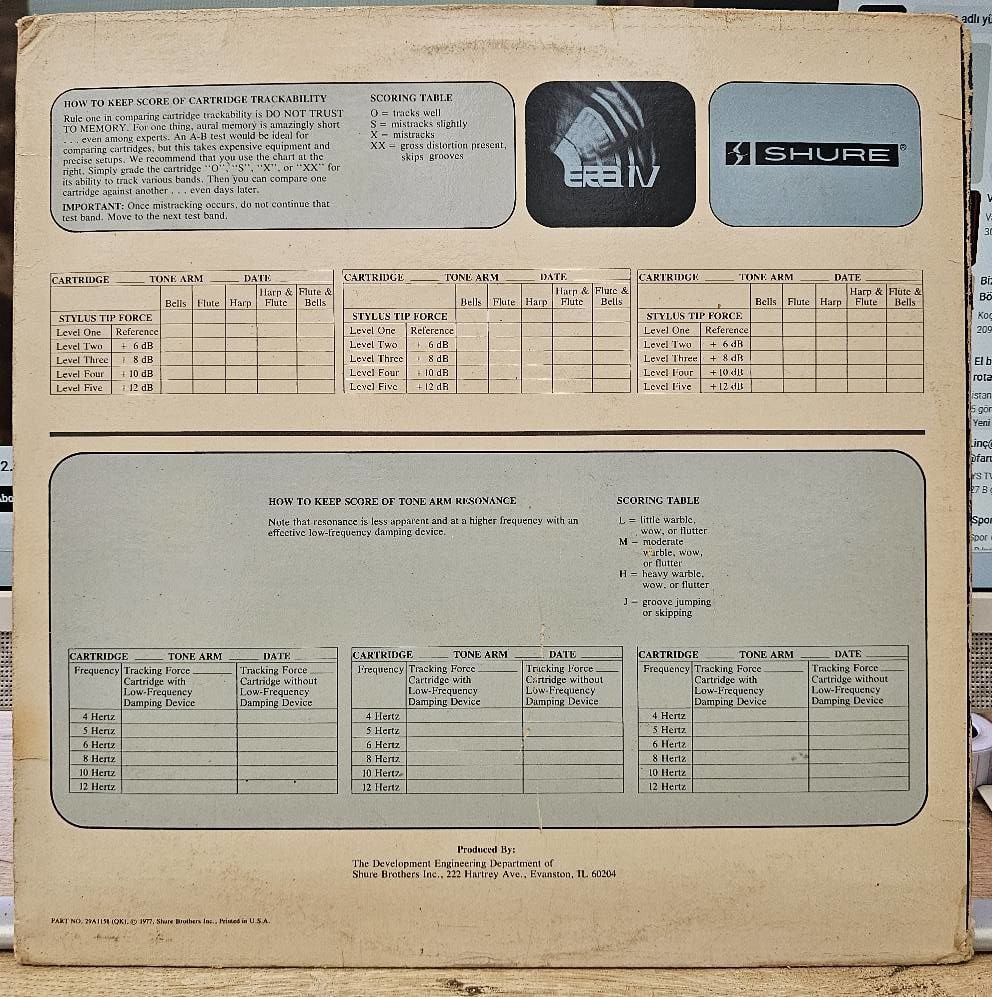 HOW TO KEEP SCORE OF CARTRIDGE TRACKABILITY
Rule one in comparing cartridge trackability is DO NOT TRUST
TO MEMORY. For one thing, aural memory is amazingly short
. . . even among experts. An A-B test would be ideal for
comparing cartridges, but this takes expensive equipment and
precise setups. We recommend that you use the chart at the
right. Simply grade the cartridge "O", "S", "X", or "XX" for
its ability to track various bands. Then you can compare one
cartridge against another . . . even days later.
IMPORTANT: Once mistracking occurs, do not continue that
test band. Move to the next test band.
SCORING TABLE
O = tracks well
S = mistracks slightly
X = mistracks
XX = gross distortion present,
skips grooves
ERA IV
SHURE®
CARTRIDGE TONE ARM DATE
Bells Flute Harp Harp & Flute Flute & Bells
STYLUS TIP FORCE
Level One Reference
Level Two + 6 dB
Level Three + 8 dB
Level Four + 10 dB
Level Five + 12 dB
CARTRIDGE TONE ARM DATE
Bells Flute Harp Harp & Flute Flute & Bells
STYLUS TIP FORCE
Level One Reference
Level Two + 6 dB
Level Three + 8 dB
Level Four + 10 dB
Level Five + 12 dB
CARTRIDGE TONE ARM DATE
Bells Flute Harp Harp & Flute Flute & Bells
STYLUS TIP FORCE
Level One Reference
Level Two + 6 dB
Level Three + 8 dB
Level Four + 10 dB
Level Five + 12 dB
HOW TO KEEP SCORE OF TONE ARM RESONANCE
Note that resonance is less apparent and at a higher frequency with an
effective low-frequency damping device.
SCORING TABLE
L = little warble,
wow, or flutter
M = moderate
warble, wow,
or flutter
H = heavy warble,
wow, or flutter
J = groove jumping
or skipping
CARTRIDGE TONE ARM DATE
Frequency Tracking Force Tracking Force
Cartridge with Cartridge without
Low-Frequency Low-Frequency
Damping Device Damping Device
4 Hertz
5 Hertz
6 Hertz
8 Hertz
10 Hertz
12 Hertz
CARTRIDGE TONE ARM DATE
Frequency Tracking Force Tracking Force
Cartridge with Cartridge without
Low-Frequency Low-Frequency
Damping Device Damping Device
4 Hertz
5 Hertz
6 Hertz
8 Hertz
10 Hertz
12 Hertz
CARTRIDGE TONE ARM DATE
Frequency Tracking Force Tracking Force
Cartridge with Cartridge without
Low-Frequency Low-Frequency
Damping Device Damping Device
4 Hertz
5 Hertz
6 Hertz
8 Hertz
10 Hertz
12 Hertz
Produced By:
The Development Engineering Department of
Shure Brothers Inc., 222 Hartrey Ave., Evanston, IL 60204
PART NO. 29A1158 (QK), © 1977, Shure Brothers Inc., Printed in U.S.A.